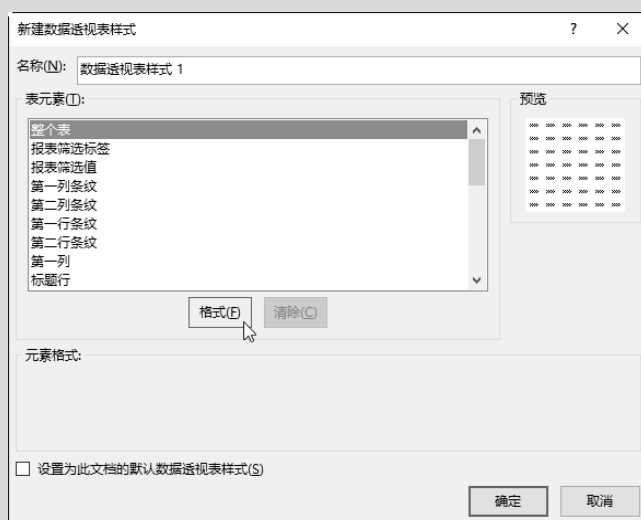 新建数据透视表样式 ? ×
名称(N): 数据透视表样式 1
表元素(T):
预览
整个表
报表筛选标签
报表筛选值
第一列条纹
第二列条纹
第一行条纹
第二行条纹
第一列
标题行
格式(F) 清除(C)
元素格式:
设置为此文档的默认数据透视表样式(S)
确定 取消